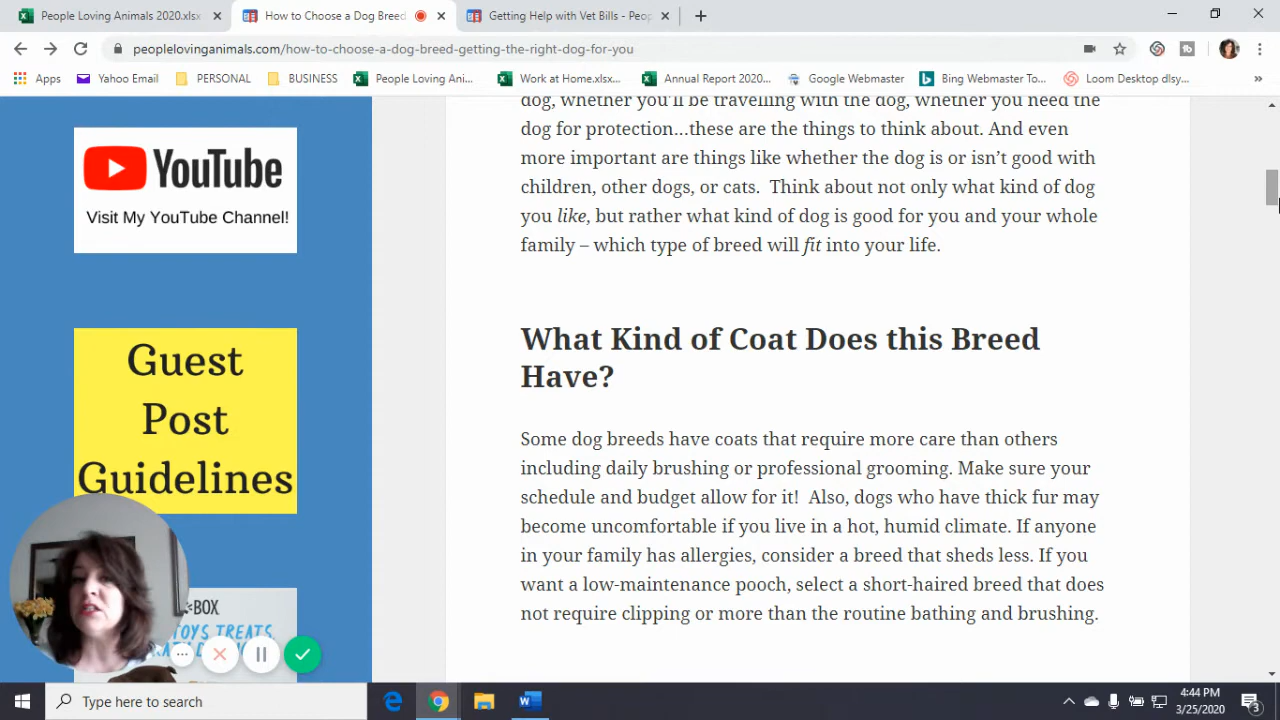 People Loving Animals 2020.xlsx
How to Choose a Dog Breed
Getting Help with Vet Bills - Peo
peoplelovinganimals.com/how-to-choose-a-dog-breed-getting-the-right-dog-for-you
Apps
Yahoo Email
PERSONAL
BUSINESS
People Loving Ani...
Work at Home.xlsx...
Annual Report 2020...
Google Webmaster
Bing Webmaster To...
Loom Desktop dlsy...
YouTube
Visit My YouTube Channel!
Guest
Post
Guidelines
BOX
TOYS TREATS
dog, whether you'll be travelling with the dog, whether you need the
dog for protection…these are the things to think about. And even
more important are things like whether the dog is or isn't good with
children, other dogs, or cats.  Think about not only what kind of dog
you like, but rather what kind of dog is good for you and your whole
family – which type of breed will fit into your life.
What Kind of Coat Does this Breed
Have?
Some dog breeds have coats that require more care than others
including daily brushing or professional grooming. Make sure your
schedule and budget allow for it!  Also, dogs who have thick fur may
become uncomfortable if you live in a hot, humid climate. If anyone
in your family has allergies, consider a breed that sheds less. If you
want a low-maintenance pooch, select a short-haired breed that does
not require clipping or more than the routine bathing and brushing.
Type here to search
4:44 PM
3/25/2020
3